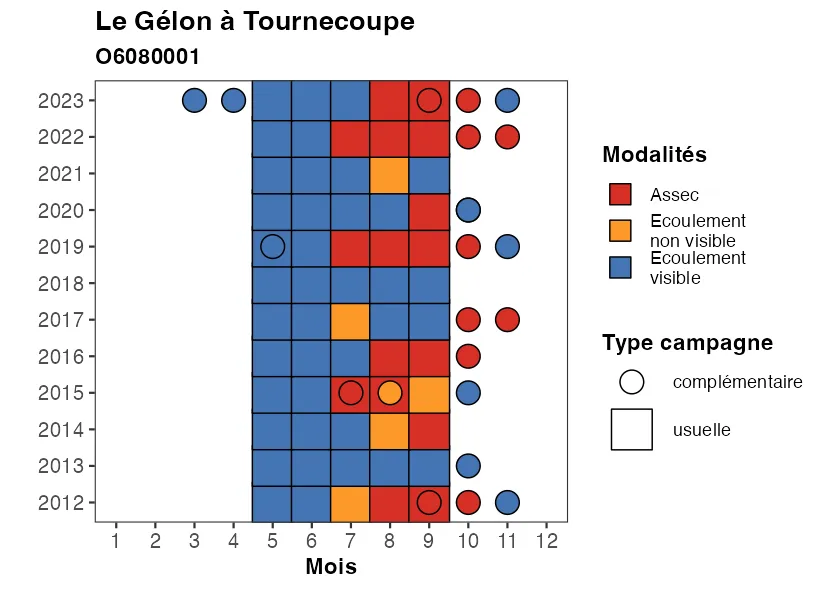 Le Gélon à Tournecoupe
O6080001
2023
2022
2021
2020
2019
2018
2017
2016
2015
2014
2013
2012
1 2 3 4 5 6 7 8 9 10 11 12
Mois
Modalités
Assec
Ecoulement
non visible
Ecoulement
visible
Type campagne
complémentaire
usuelle